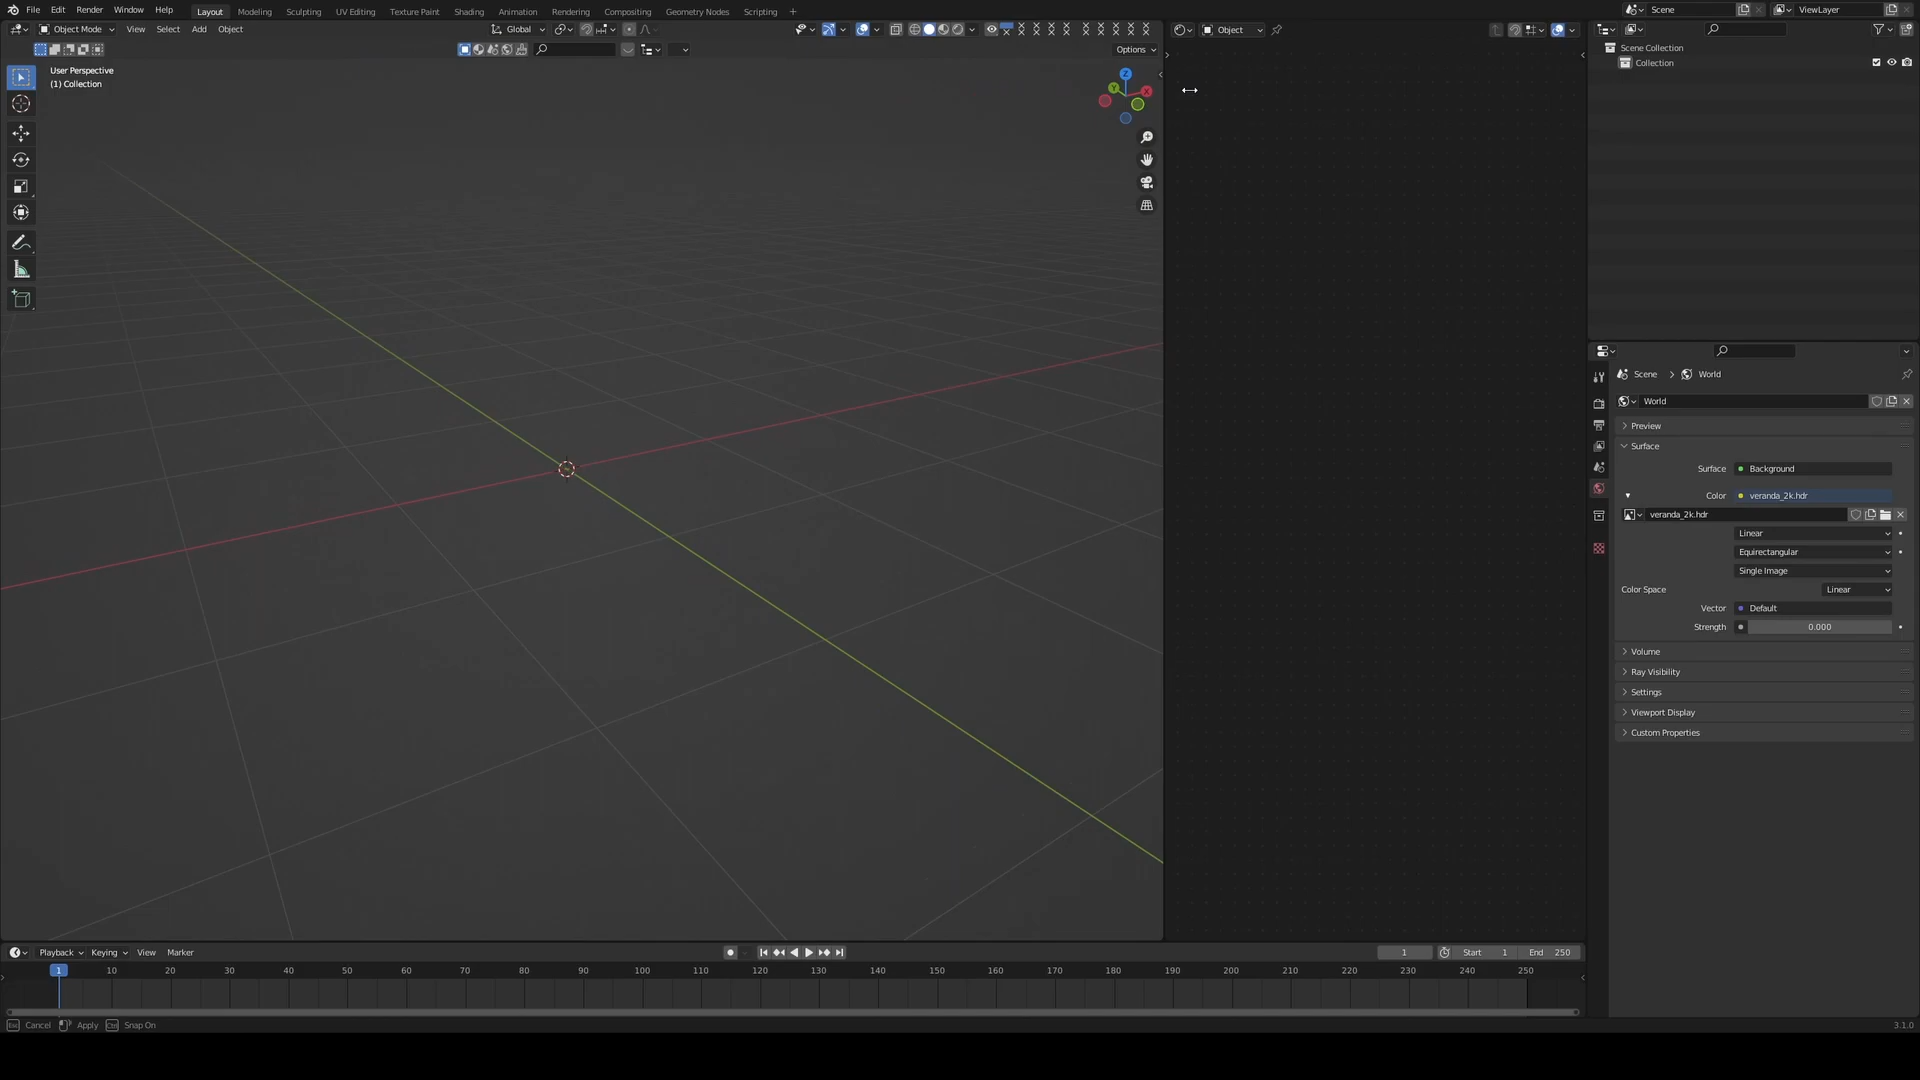 File Edit Render Window Help Layout Modeling Sculpting UV Editing Texture Paint Shading Animation Rendering Compositing Geometry Nodes Scripting + Scene ViewLayer
Object Mode View Select Add Object Global Object
Options
User Perspective
(1) Collection
Z
Y
X
Scene Collection
Collection
Scene > World
World
Preview
Surface
Surface Background
Color veranda_2k.hdr
veranda_2k.hdr
Linear
Equirectangular
Single Image
Color Space Linear
Vector Default
Strength 0.000
Volume
Ray Visibility
Settings
Viewport Display
Custom Properties
Playback Keying View Marker 1 Start 1 End 250
1 10 20 30 40 50 60 70 80 90 100 110 120 130 140 150 160 170 180 190 200 210 220 230 240 250
Esc Cancel Apply Ctrl Snap On 3.1.0